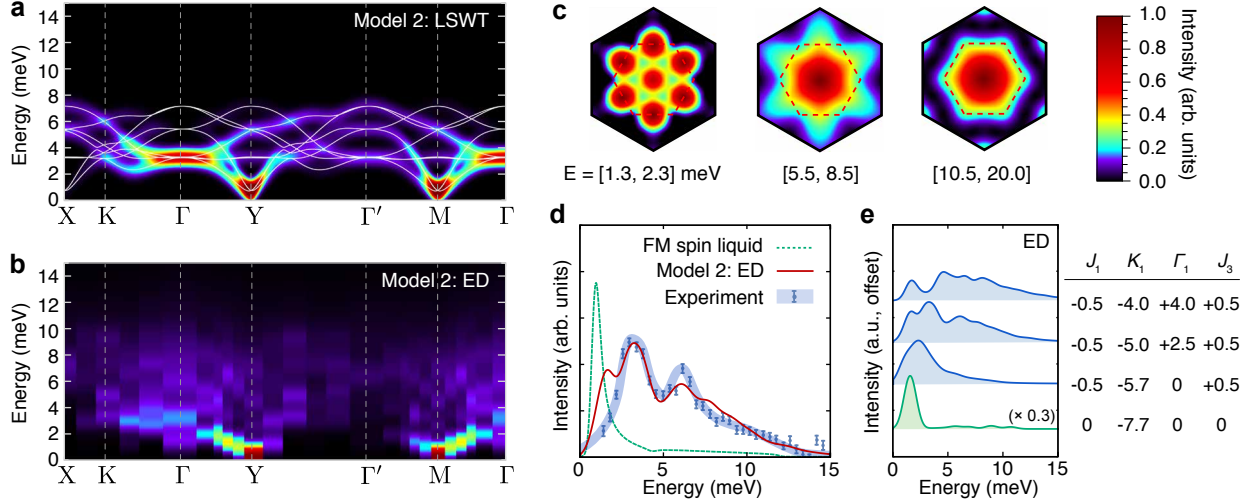 a
Model 2: LSWT
Energy (meV)
14
12
10
8
6
4
2
0
X K Γ Y Γ′ M Γ
b
Model 2: ED
Energy (meV)
14
12
10
8
6
4
2
0
X K Γ Y Γ′ M Γ
c
E = [1.3, 2.3] meV
[5.5, 8.5]
[10.5, 20.0]
1.0
0.8
0.6
0.4
0.2
0.0
Intensity (arb. units)
d
FM spin liquid
Model 2: ED
Experiment
Intensity (arb. units)
0 5 10 15
Energy (meV)
e
ED
Intensity (a.u., offset)
(× 0.3)
0 5 10 15
Energy (meV)
J1 K1 Γ1 J3
-0.5 -4.0 +4.0 +0.5
-0.5 -5.0 +2.5 +0.5
-0.5 -5.7 0 +0.5
0 -7.7 0 0